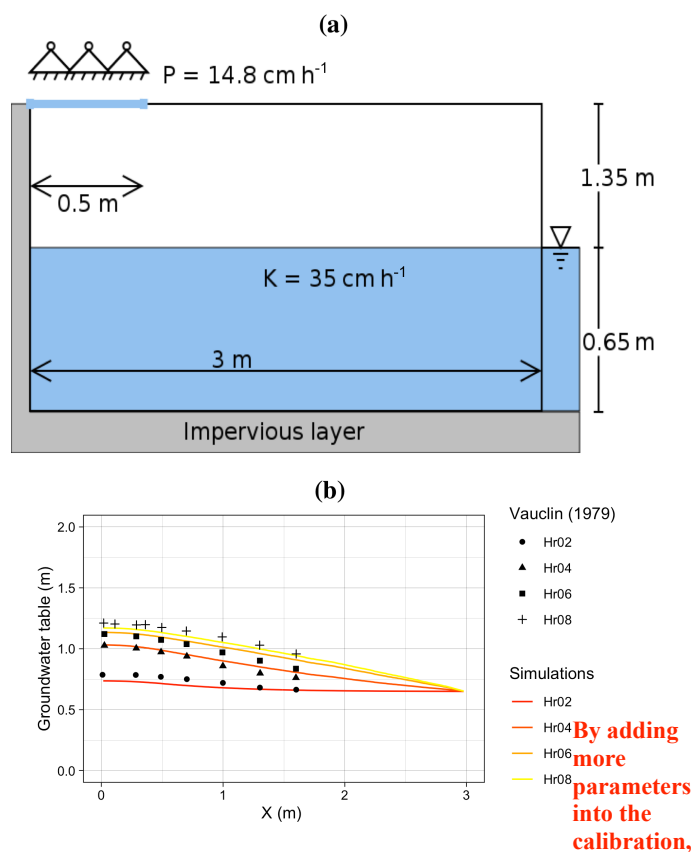 (a)
P = 14.8 cm h-1
0.5 m
1.35 m
K = 35 cm h-1
0.65 m
3 m
Impervious layer
(b)
Groundwater table (m)
2.0
1.5
1.0
0.5
0.0
0
1
2
3
X (m)
Vauclin (1979)
Hr02
Hr04
Hr06
Hr08
Simulations
Hr02
Hr04
Hr06
Hr08
By adding
more
parameters
into the
calibration,